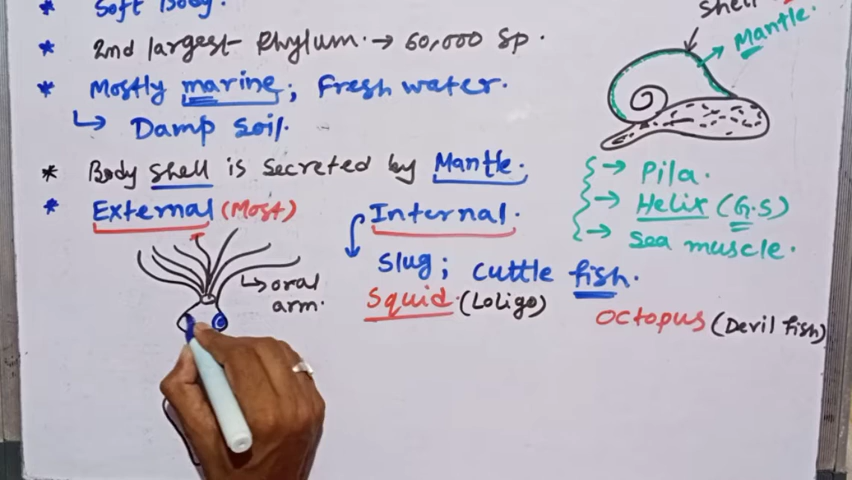 * Soft Body.
* 2nd largest Phylum. → 60,000 Sp.
* Mostly marine; Fresh water.
↳ Damp soil.
* Body shell is secreted by Mantle.
* External (Most)
Internal.
Slug; Cuttle fish.
Squid. (Loligo)
Octopus (Devil fish)
→ oral
arm.
Shell
→ Mantle.
→ Pila.
→ Helix (G.S)
→ Sea muscle.